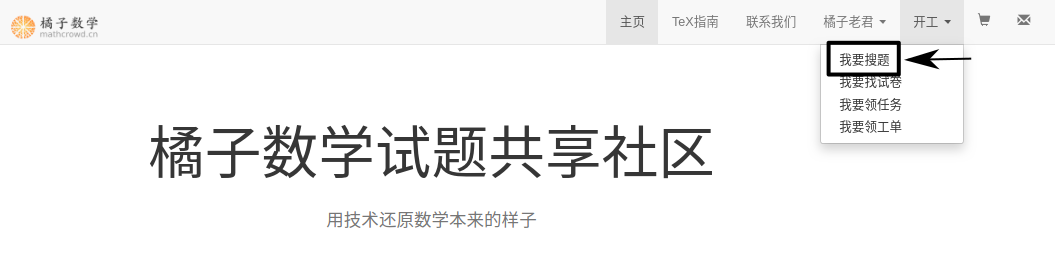 橘子数学
mathcrowd.cn
主页 TeX指南 联系我们 橘子老君 开工
我要搜题
我要找试卷
我要领任务
我要领工单
橘子数学试题共享社区
用技术还原数学本来的样子